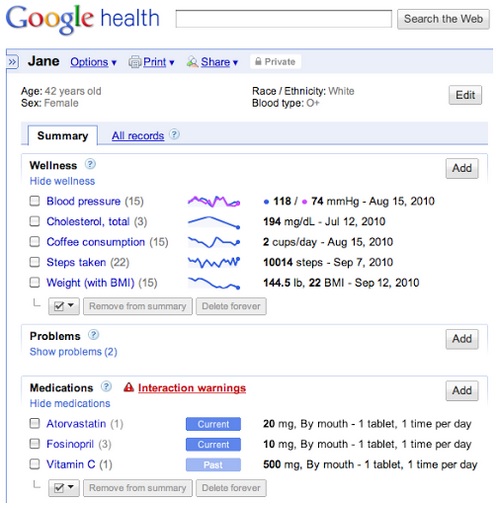 Google health Search the Web
» Jane Options ▾ Print ▾ Share ▾ Private
Age: 42 years old Race / Ethnicity: White
Sex: Female Blood type: O+
Edit
Summary All records ?
Wellness ? Add
Hide wellness
Blood pressure (15) • 118 / • 74 mmHg - Aug 15, 2010
Cholesterol, total (3) 194 mg/dL - Jul 12, 2010
Coffee consumption (15) 2 cups/day - Aug 15, 2010
Steps taken (22) 10014 steps - Sep 7, 2010
Weight (with BMI) (15) 144.5 lb, 22 BMI - Sep 12, 2010
Remove from summary Delete forever
Problems ? Add
Show problems (2)
Medications ? Interaction warnings Add
Hide medications
Atorvastatin (1) Current 20 mg, By mouth - 1 tablet, 1 time per day
Fosinopril (3) Current 10 mg, By mouth - 1 tablet, 1 time per day
Vitamin C (1) Past 500 mg, By mouth - 1 tablet, 1 time per day
Remove from summary Delete forever